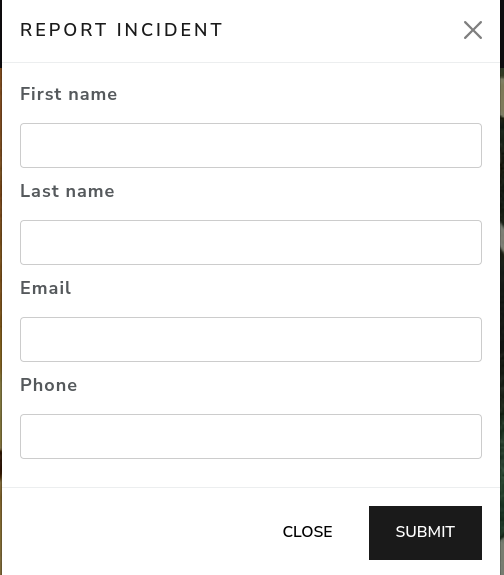 REPORT INCIDENT
First name
Last name
Email
Phone
CLOSE SUBMIT